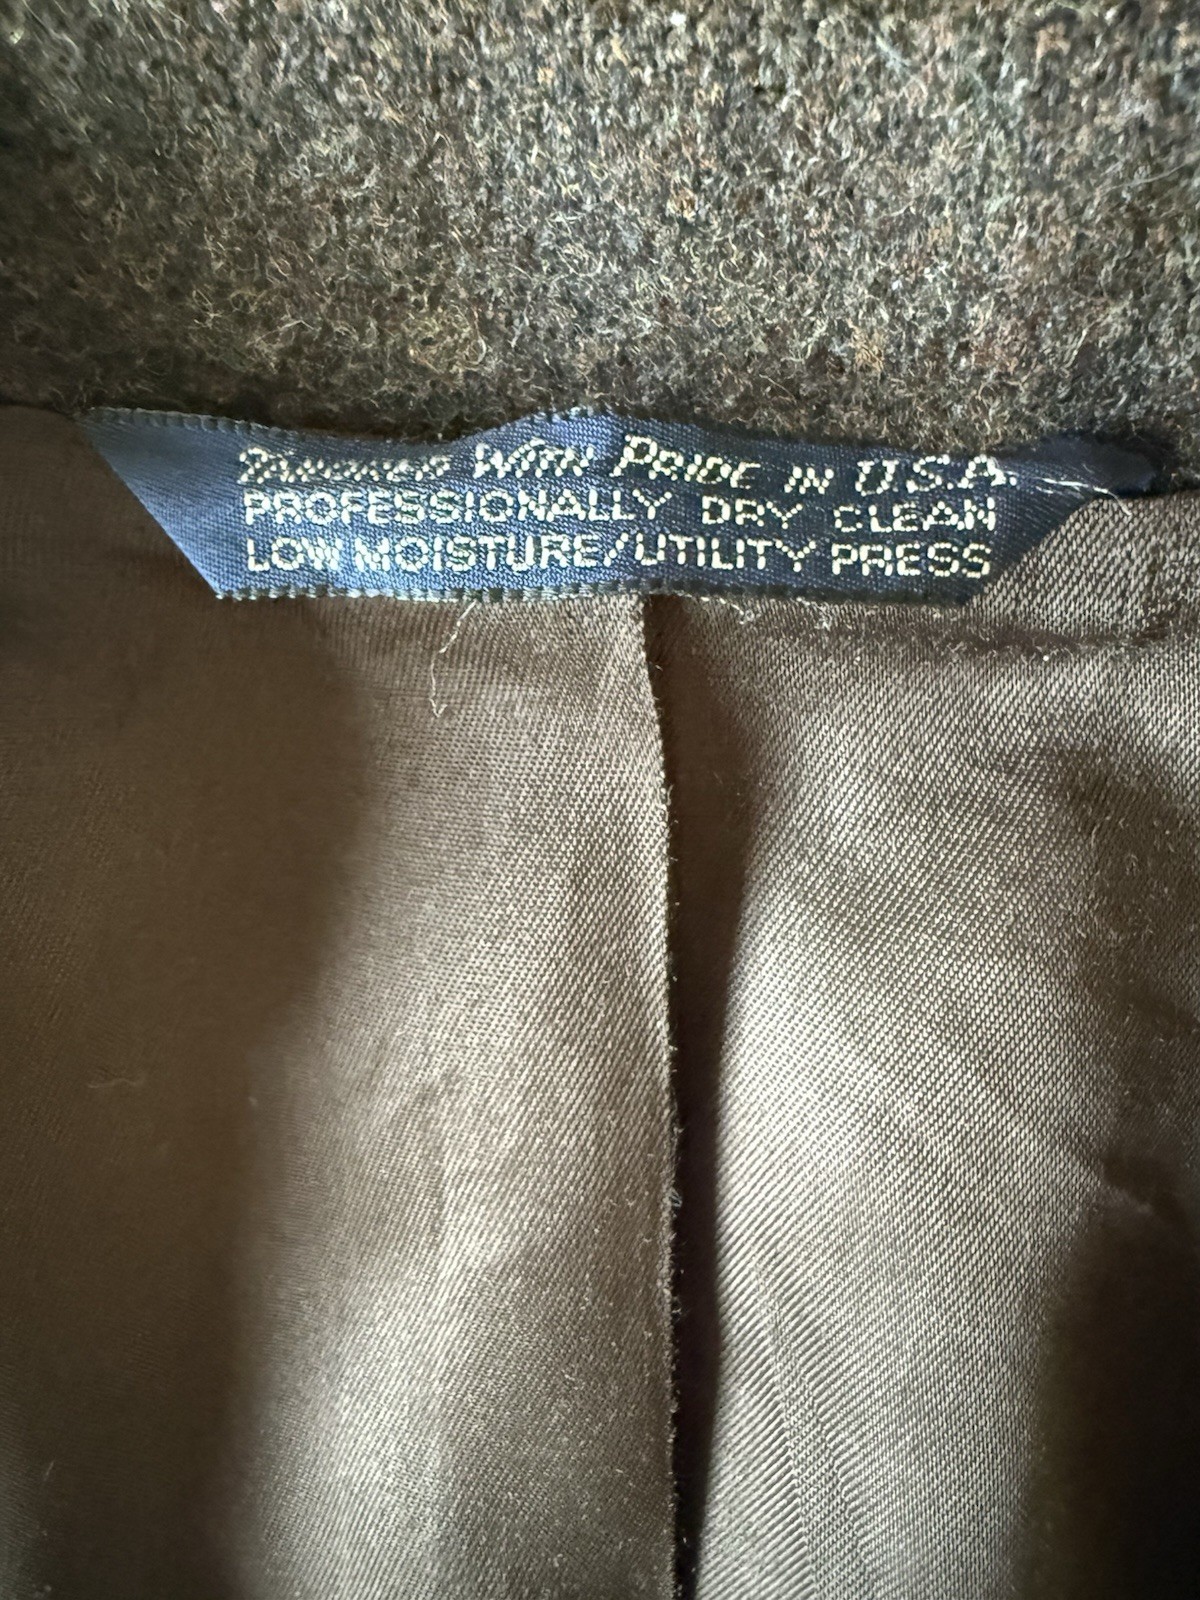 Tailored With Pride in U.S.A.
PROFESSIONALLY DRY CLEAN
LOW MOISTURE/UTILITY PRESS